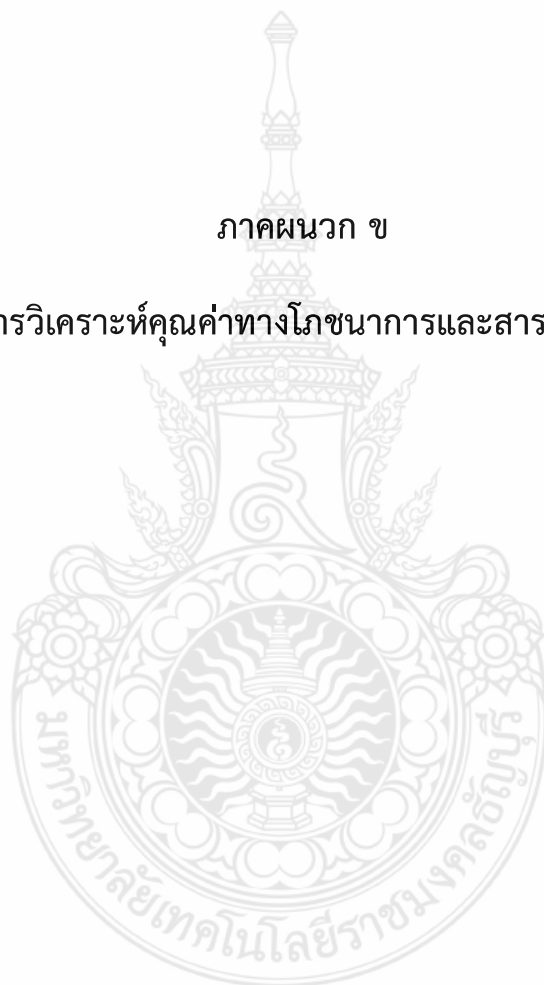 ภาคผนวก ข
ารวิเคราะห์คุณค่าทางโภชนาการและสาร
มหาวิทยาลัยเทคโนโลยีราชมงคลธัญบุรี